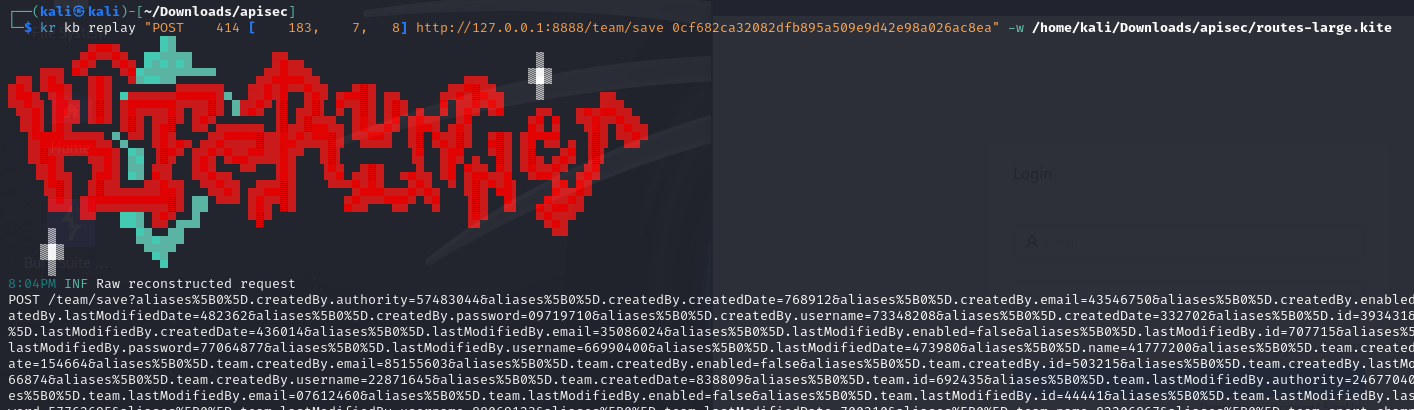 ┌──(kali㉿kali)-[~/Downloads/apisec]
└─$ kr kb replay "POST    414 [    183,    7,   8] http://127.0.0.1:8888/team/save 0cf682ca32082dfb895a509e9d42e98a026ac8ea" -w /home/kali/Downloads/apisec/routes-large.kite
KiteRunner
Home
Login
Burp Suite ...
8:04PM INF Raw reconstructed request
POST /team/save?aliases%5B0%5D.createdBy.authority=57483044&aliases%5B0%5D.createdBy.createdDate=768912&aliases%5B0%5D.createdBy.email=43546750&aliases%5B0%5D.createdBy.enabled
atedBy.lastModifiedDate=482362&aliases%5B0%5D.createdBy.password=09719710&aliases%5B0%5D.createdBy.username=73348208&aliases%5B0%5D.createdDate=332702&aliases%5B0%5D.id=393431&
%5D.lastModifiedBy.createdDate=436014&aliases%5B0%5D.lastModifiedBy.email=35086024&aliases%5B0%5D.lastModifiedBy.enabled=false&aliases%5B0%5D.lastModifiedBy.id=707715&aliases%5
lastModifiedBy.password=77064877&aliases%5B0%5D.lastModifiedBy.username=66990400&aliases%5B0%5D.lastModifiedDate=473980&aliases%5B0%5D.name=41777200&aliases%5B0%5D.team.created
ate=154664&aliases%5B0%5D.team.createdBy.email=85155603&aliases%5B0%5D.team.createdBy.enabled=false&aliases%5B0%5D.team.createdBy.id=503215&aliases%5B0%5D.team.createdBy.lastMo
66874&aliases%5B0%5D.team.createdBy.username=22871645&aliases%5B0%5D.team.createdDate=838809&aliases%5B0%5D.team.id=692435&aliases%5B0%5D.team.lastModifiedBy.authority=24677040
es%5B0%5D.team.lastModifiedBy.email=07612460&aliases%5B0%5D.team.lastModifiedBy.enabled=false&aliases%5B0%5D.team.lastModifiedBy.id=44441&aliases%5B0%5D.team.lastModifiedBy.las